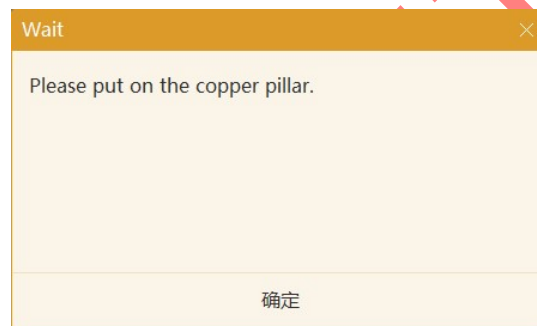 Wait
Please put on the copper pillar.
确定